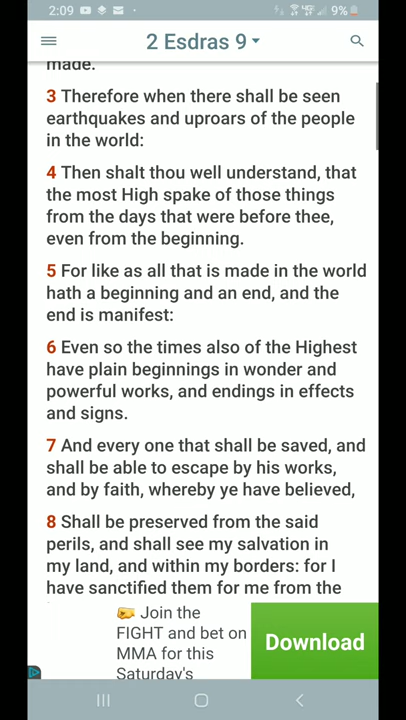 2:09
9%
2 Esdras 9
made.
3 Therefore when there shall be seen
earthquakes and uproars of the people
in the world:
4 Then shalt thou well understand, that
the most High spake of those things
from the days that were before thee,
even from the beginning.
5 For like as all that is made in the world
hath a beginning and an end, and the
end is manifest:
6 Even so the times also of the Highest
have plain beginnings in wonder and
powerful works, and endings in effects
and signs.
7 And every one that shall be saved, and
shall be able to escape by his works,
and by faith, whereby ye have believed,
8 Shall be preserved from the said
perils, and shall see my salvation in
my land, and within my borders: for I
have sanctified them for me from the
Join the
FIGHT and bet on
MMA for this
Saturday's
Download